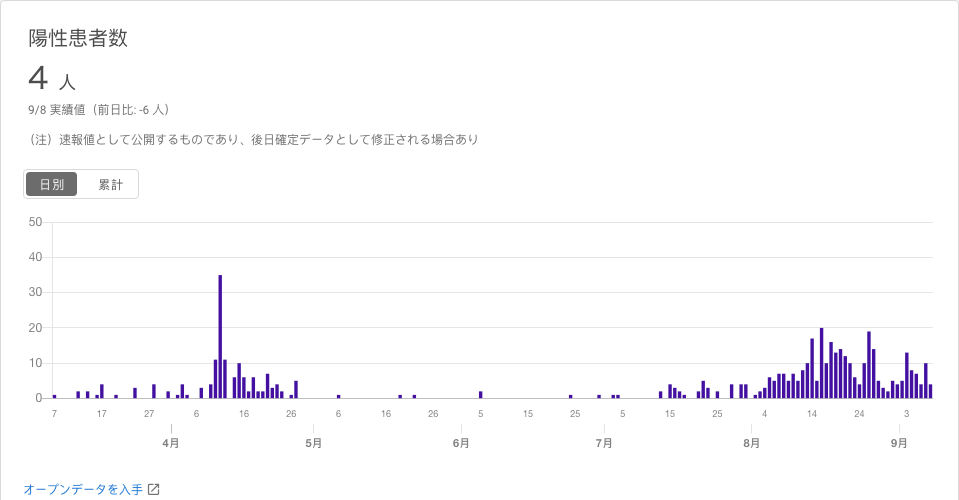 陽性患者数
4 人
9/8 実績値（前日比: -6 人）
（注）速報値として公開するものであり、後日確定データとして修正される場合あり
日別 累計
50
40
30
20
10
0
7 17 27 6 16 26 6 16 26 5 15 25 5 15 25 4 14 24 3
4月 5月 6月 7月 8月 9月
オープンデータを入手